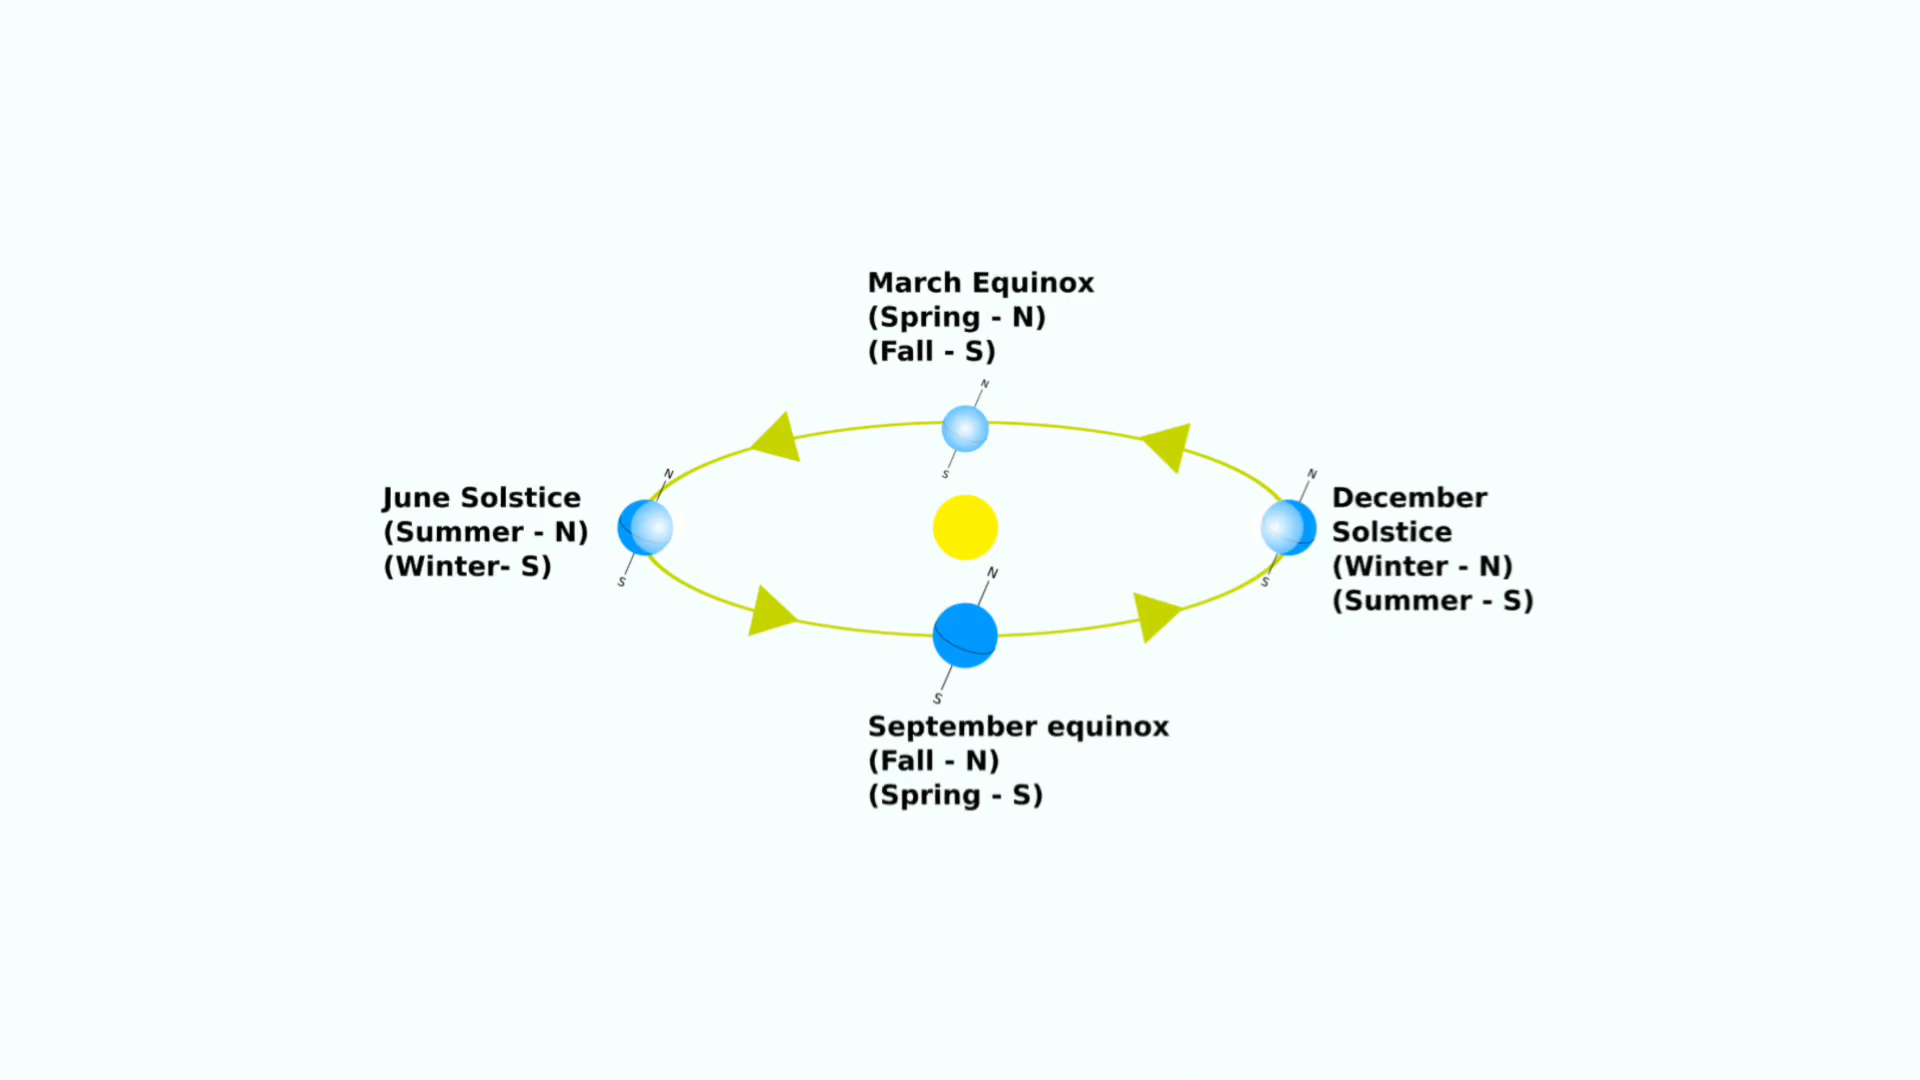 March Equinox
(Spring - N)
(Fall - S)
N
S
June Solstice
(Summer - N)
(Winter- S)
N
S
December
Solstice
(Winter - N)
(Summer - S)
N
S
N
S
September equinox
(Fall - N)
(Spring - S)